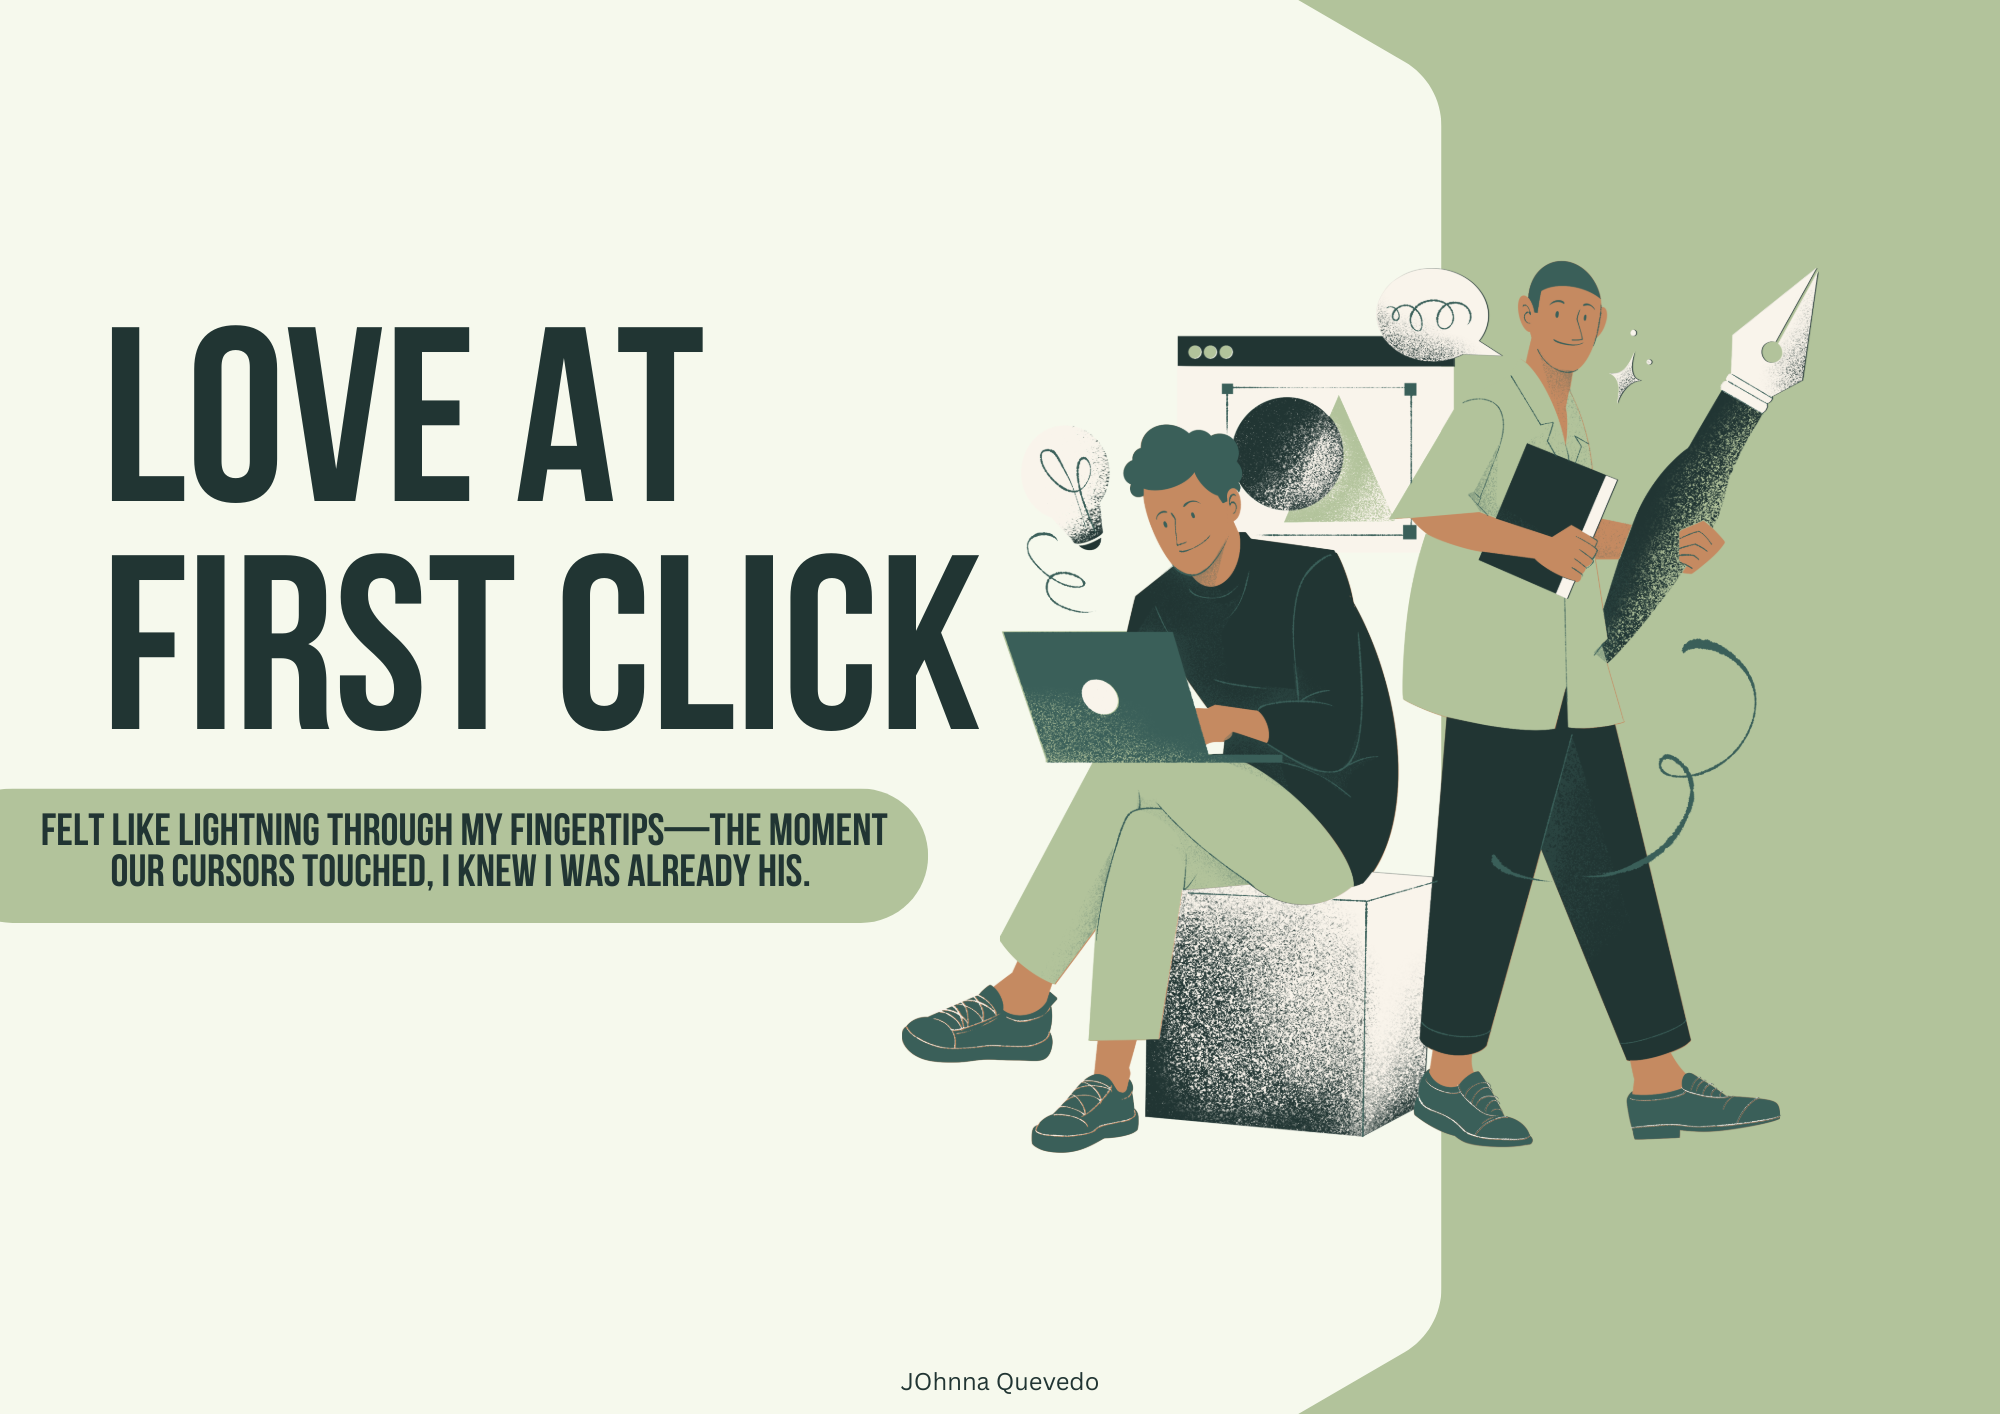 LOVE AT
FIRST CLICK
FELT LIKE LIGHTNING THROUGH MY FINGERTIPS—THE MOMENT
OUR CURSORS TOUCHED, I KNEW I WAS ALREADY HIS.
JOhnna Quevedo